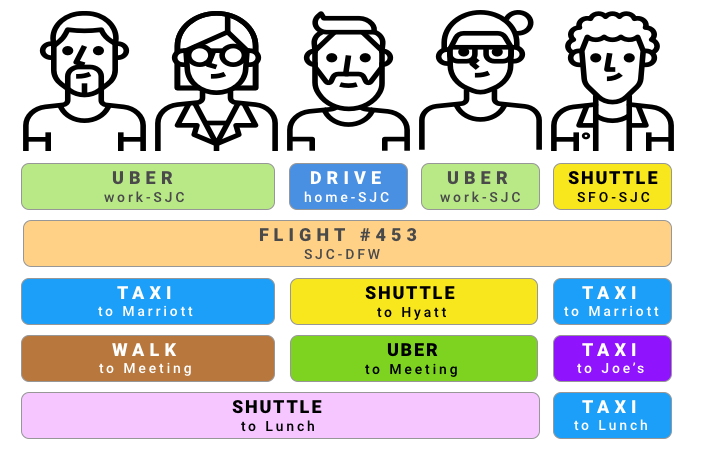 UBER
work-SJC
DRIVE
home-SJC
UBER
work-SJC
SHUTTLE
SFO-SJC
FLIGHT #453
SJC-DFW
TAXI
to Marriott
SHUTTLE
to Hyatt
TAXI
to Marriott
WALK
to Meeting
UBER
to Meeting
TAXI
to Joe's
SHUTTLE
to Lunch
TAXI
to Lunch